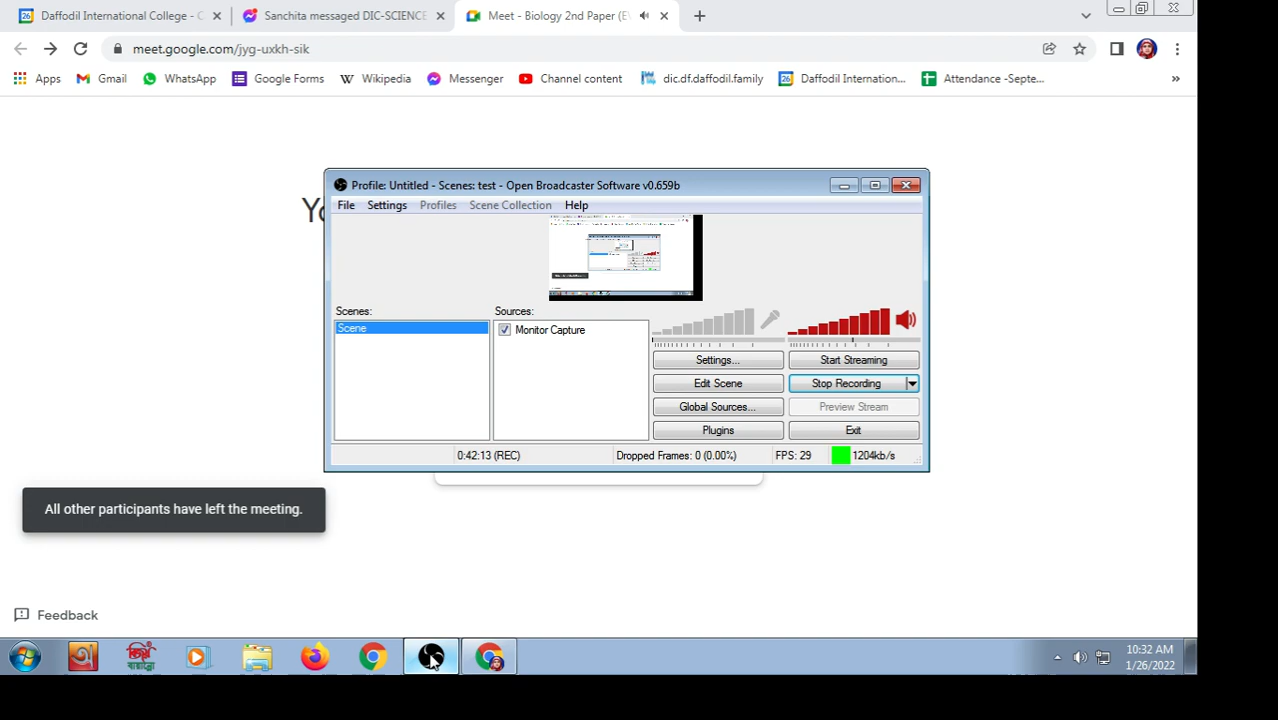 Daffodil International College - C
Sanchita messaged DIC-SCIENCE
Meet - Biology 2nd Paper (E
meet.google.com/jyg-uxkh-sik
Apps
Gmail
WhatsApp
Google Forms
Wikipedia
Messenger
Channel content
dic.df.daffodil.family
Daffodil Internation...
Attendance -Septe...
Yo
Profile: Untitled - Scenes: test - Open Broadcaster Software v0.659b
File
Settings
Profiles
Scene Collection
Help
Scenes:
Scene
Sources:
Monitor Capture
Settings...
Start Streaming
Edit Scene
Stop Recording
Global Sources...
Preview Stream
Plugins
Exit
0:42:13 (REC)
Dropped Frames: 0 (0.00%)
FPS: 29
1204kb/s
All other participants have left the meeting.
Feedback
10:32 AM
1/26/2022